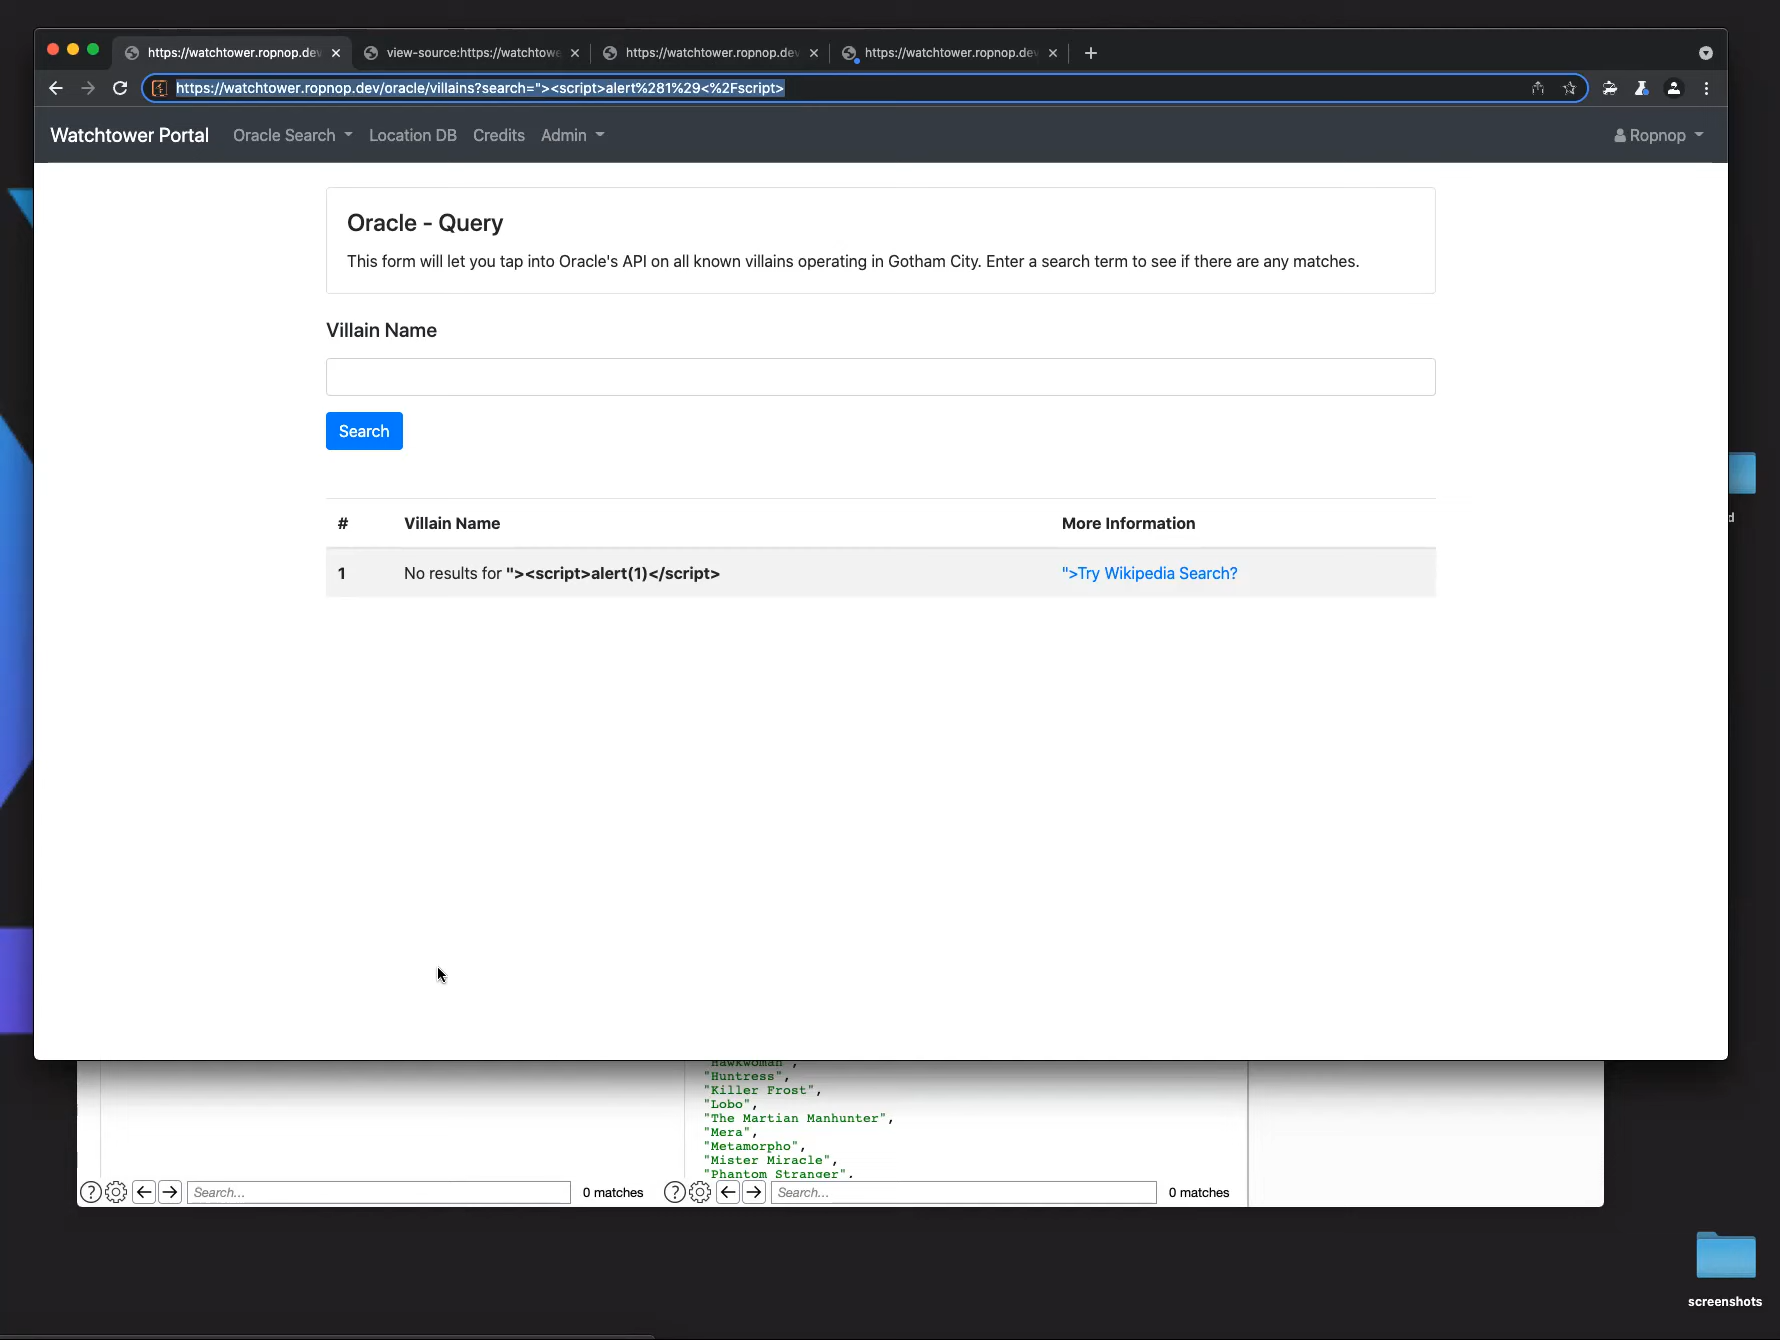 https://watchtower.ropnop.dev
view-source:https://watchtowe
https://watchtower.ropnop.dev
https://watchtower.ropnop.dev
https://watchtower.ropnop.dev/oracle/villains?search="><script>alert%281%29<%2Fscript>
Watchtower Portal Oracle Search Location DB Credits Admin Ropnop
Oracle - Query
This form will let you tap into Oracle's API on all known villains operating in Gotham City. Enter a search term to see if there are any matches.
Villain Name
Search
# Villain Name More Information
1 No results for "><script>alert(1)</script> ">Try Wikipedia Search?
d
"Hawkwoman",
"Huntress",
"Killer Frost",
"Lobo",
"The Martian Manhunter",
"Mera",
"Metamorpho",
"Mister Miracle",
"Phantom Stranger",
? Search... 0 matches ? Search... 0 matches
screenshots